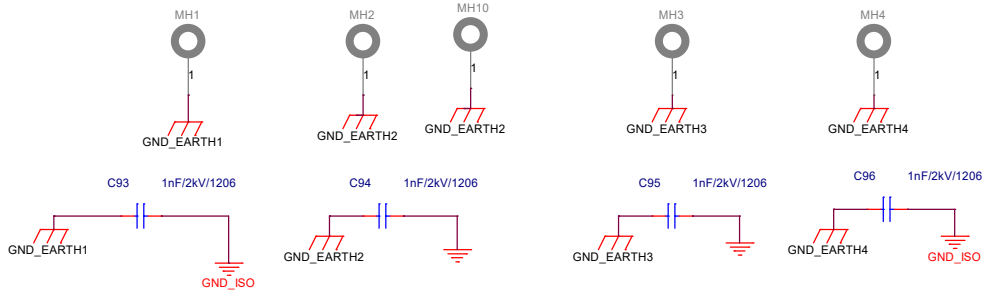 MH1
MH2
MH10
MH3
MH4
1
1
1
1
1
GND_EARTH1
GND_EARTH2
GND_EARTH2
GND_EARTH3
GND_EARTH4
C93 1nF/2kV/1206
C94 1nF/2kV/1206
C95 1nF/2kV/1206
C96 1nF/2kV/1206
GND_EARTH1
GND_ISO
GND_EARTH2
GND_EARTH3
GND_EARTH4
GND_ISO